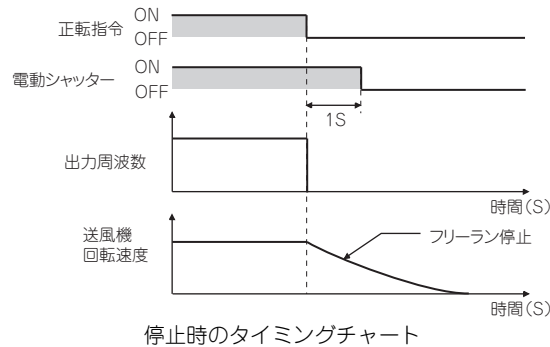 正転指令
ON
OFF
電動シャッター
ON
OFF
1S
出力周波数
時間(S)
送風機
回転速度
フリーラン停止
時間(S)
停止時のタイミングチャート